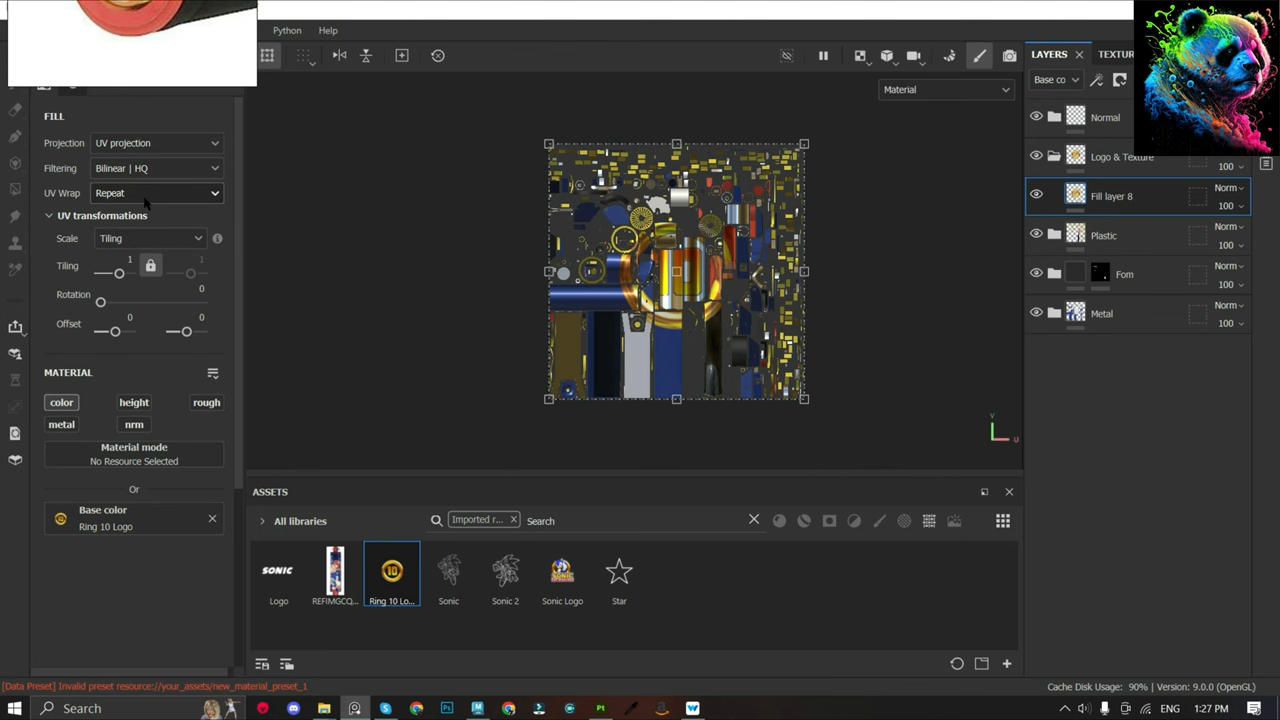 Python Help
Material
LAYERS TEXTUR
Base co
Normal
Logo & Texture
100
Fill layer 8 Norm
100
Plastic Norm
100
Fom Norm
100
Metal Norm
100
FILL
Projection UV projection
Filtering Bilinear | HQ
UV Wrap Repeat
UV transformations
Scale Tiling
Tiling 1 1
Rotation 0
Offset 0 0
MATERIAL
color height rough
metal nrm
Material mode
No Resource Selected
Or
Base color
Ring 10 Logo
V
U
ASSETS
All libraries Imported r... Search
10
SONIC
Logo REFIMGCQ... Ring 10 Lo... Sonic Sonic 2 Sonic Logo Star
[Data Preset] Invalid preset resource://your_assets/new_material_preset_1
Cache Disk Usage: 90% | Version: 9.0.0 (OpenGL)
Search
Ps
Pt
ENG 1:27 PM